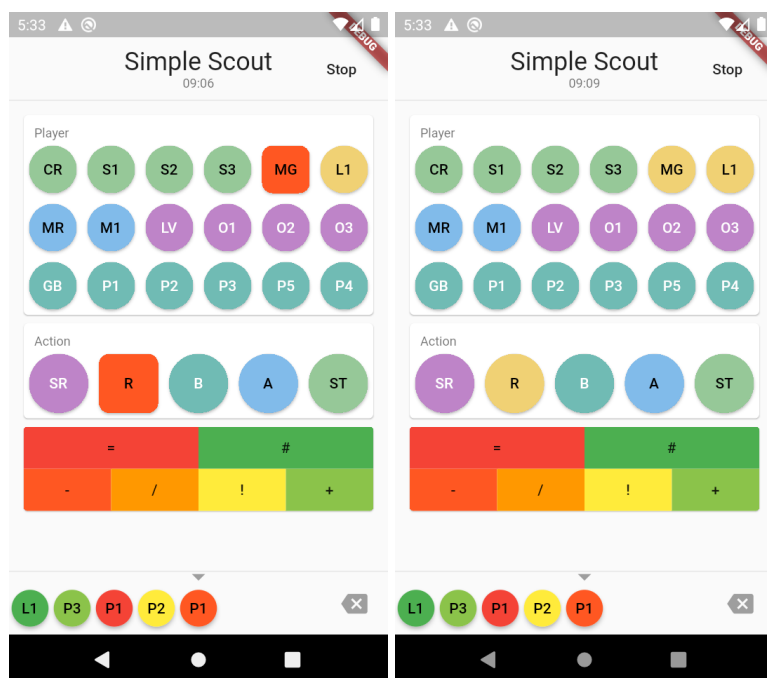 5:33
DEBUG
Simple Scout
09:06
Stop
Player
CR S1 S2 S3 MG L1
MR M1 LV O1 O2 O3
GB P1 P2 P3 P5 P4
Action
SR R B A ST
= #
- / ! +
L1 P3 P1 P2 P1
5:33
DEBUG
Simple Scout
09:09
Stop
Player
CR S1 S2 S3 MG L1
MR M1 LV O1 O2 O3
GB P1 P2 P3 P5 P4
Action
SR R B A ST
= #
- / ! +
L1 P3 P1 P2 P1